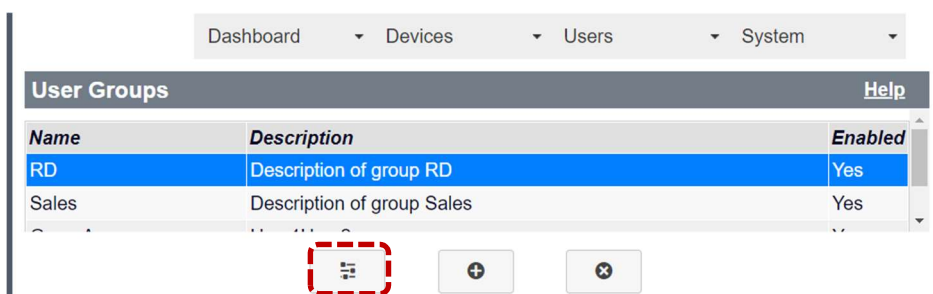 Dashboard Devices Users System
User Groups Help
Name Description Enabled
RD Description of group RD Yes
Sales Description of group Sales Yes